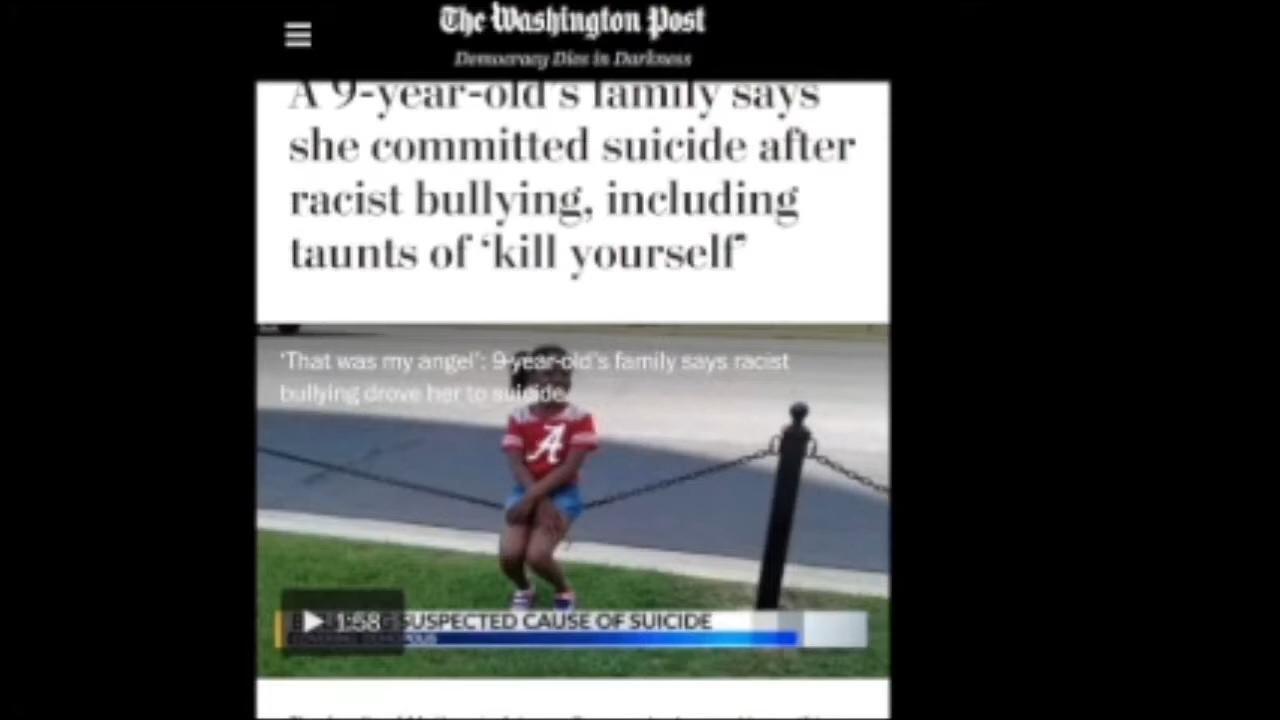 The Washington Post
Democracy Dies in Darkness
A 9-year-old's family says
she committed suicide after
racist bullying, including
taunts of ‘kill yourself’
'That was my angel': 9-year-old's family says racist
bullying drove her to suicide
A
1:58 SUSPECTED CAUSE OF SUICIDE